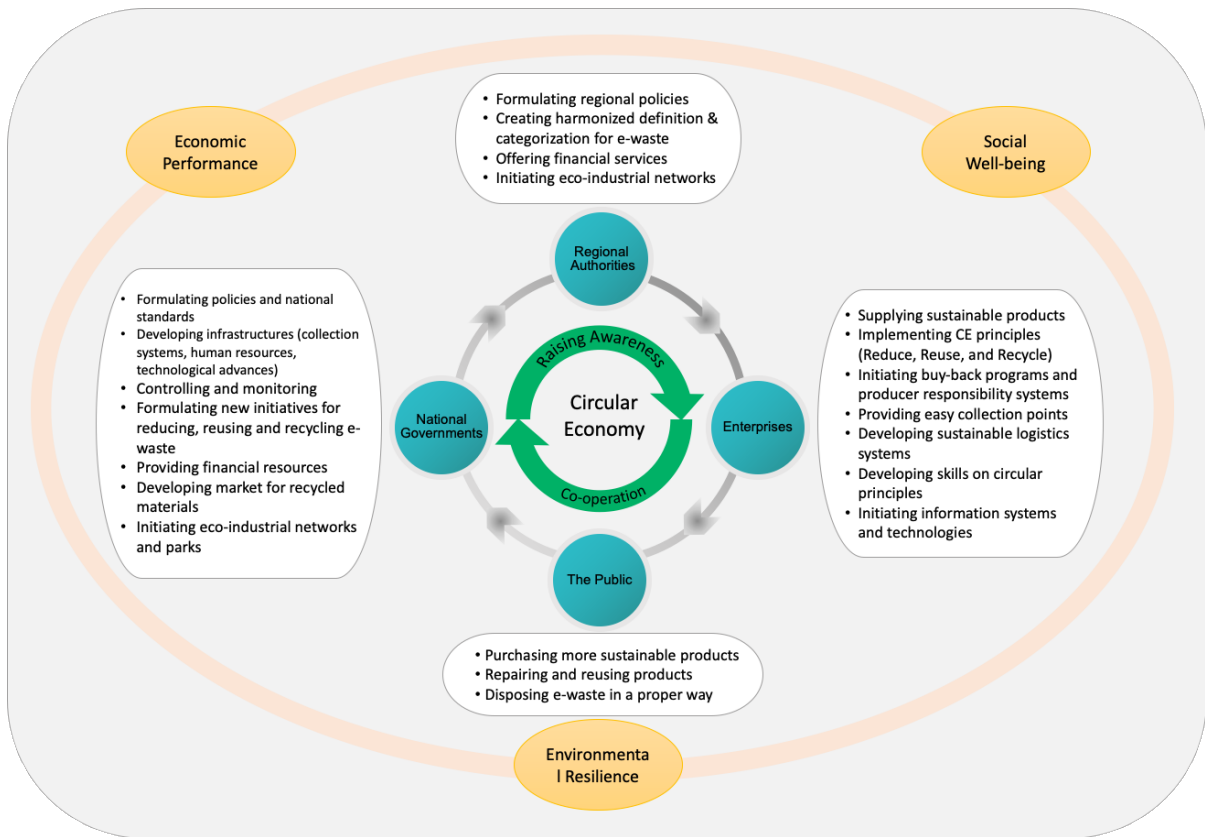 Economic
Performance
• Formulating regional policies
• Creating harmonized definition &
categorization for e-waste
• Offering financial services
• Initiating eco-industrial networks
Social
Well-being
Regional
Authorities
• Formulating policies and national
standards
• Developing infrastructures (collection
systems, human resources,
technological advances)
• Controlling and monitoring
• Formulating new initiatives for
reducing, reusing and recycling e-
waste
• Providing financial resources
• Developing market for recycled
materials
• Initiating eco-industrial networks
and parks
National
Governments
Raising Awareness
Circular
Economy
Co-operation
Enterprises
• Supplying sustainable products
• Implementing CE principles
(Reduce, Reuse, and Recycle)
• Initiating buy-back programs and
producer responsibility systems
• Providing easy collection points
• Developing sustainable logistics
systems
• Developing skills on circular
principles
• Initiating information systems
and technologies
The Public
• Purchasing more sustainable products
• Repairing and reusing products
• Disposing e-waste in a proper way
Environmenta
l Resilience